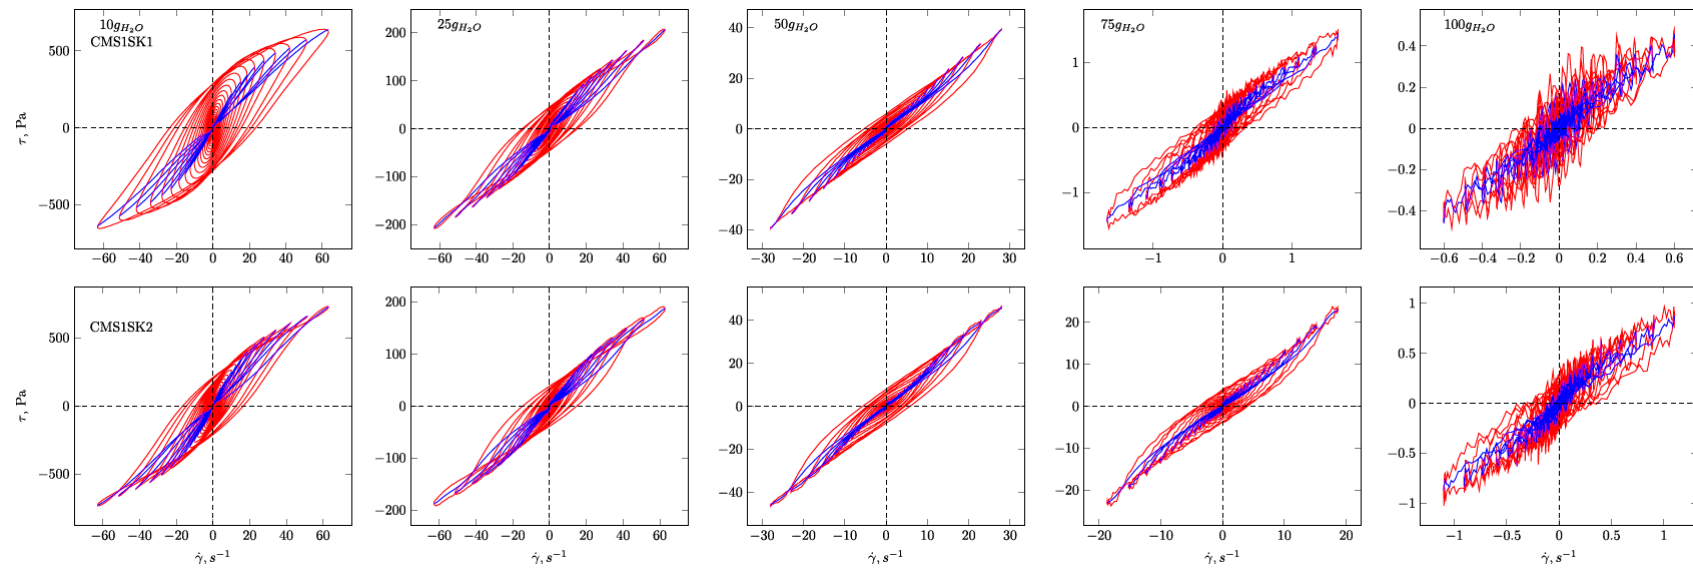 10g_{H_2O}
CMS1SK1
25g_{H_2O}
50g_{H_2O}
75g_{H_2O}
100g_{H_2O}
τ, Pa
500
0
−500
−60 −40 −20 0 20 40 60
200
100
0
−100
−200
−60 −40 −20 0 20 40 60
40
20
0
−20
−40
−30 −20 −10 0 10 20 30
1
0
−1
−1 0 1
0.4
0.2
0
−0.2
−0.4
−0.6 −0.4 −0.2 0 0.2 0.4 0.6
CMS1SK2
τ, Pa
500
0
−500
−60 −40 −20 0 20 40 60
γ̇, s⁻¹
200
100
0
−100
−200
−60 −40 −20 0 20 40 60
γ̇, s⁻¹
40
20
0
−20
−40
−30 −20 −10 0 10 20 30
γ̇, s⁻¹
20
10
0
−10
−20
−20 −10 0 10 20
γ̇, s⁻¹
1
0.5
0
−0.5
−1
−1 −0.5 0 0.5 1
γ̇, s⁻¹